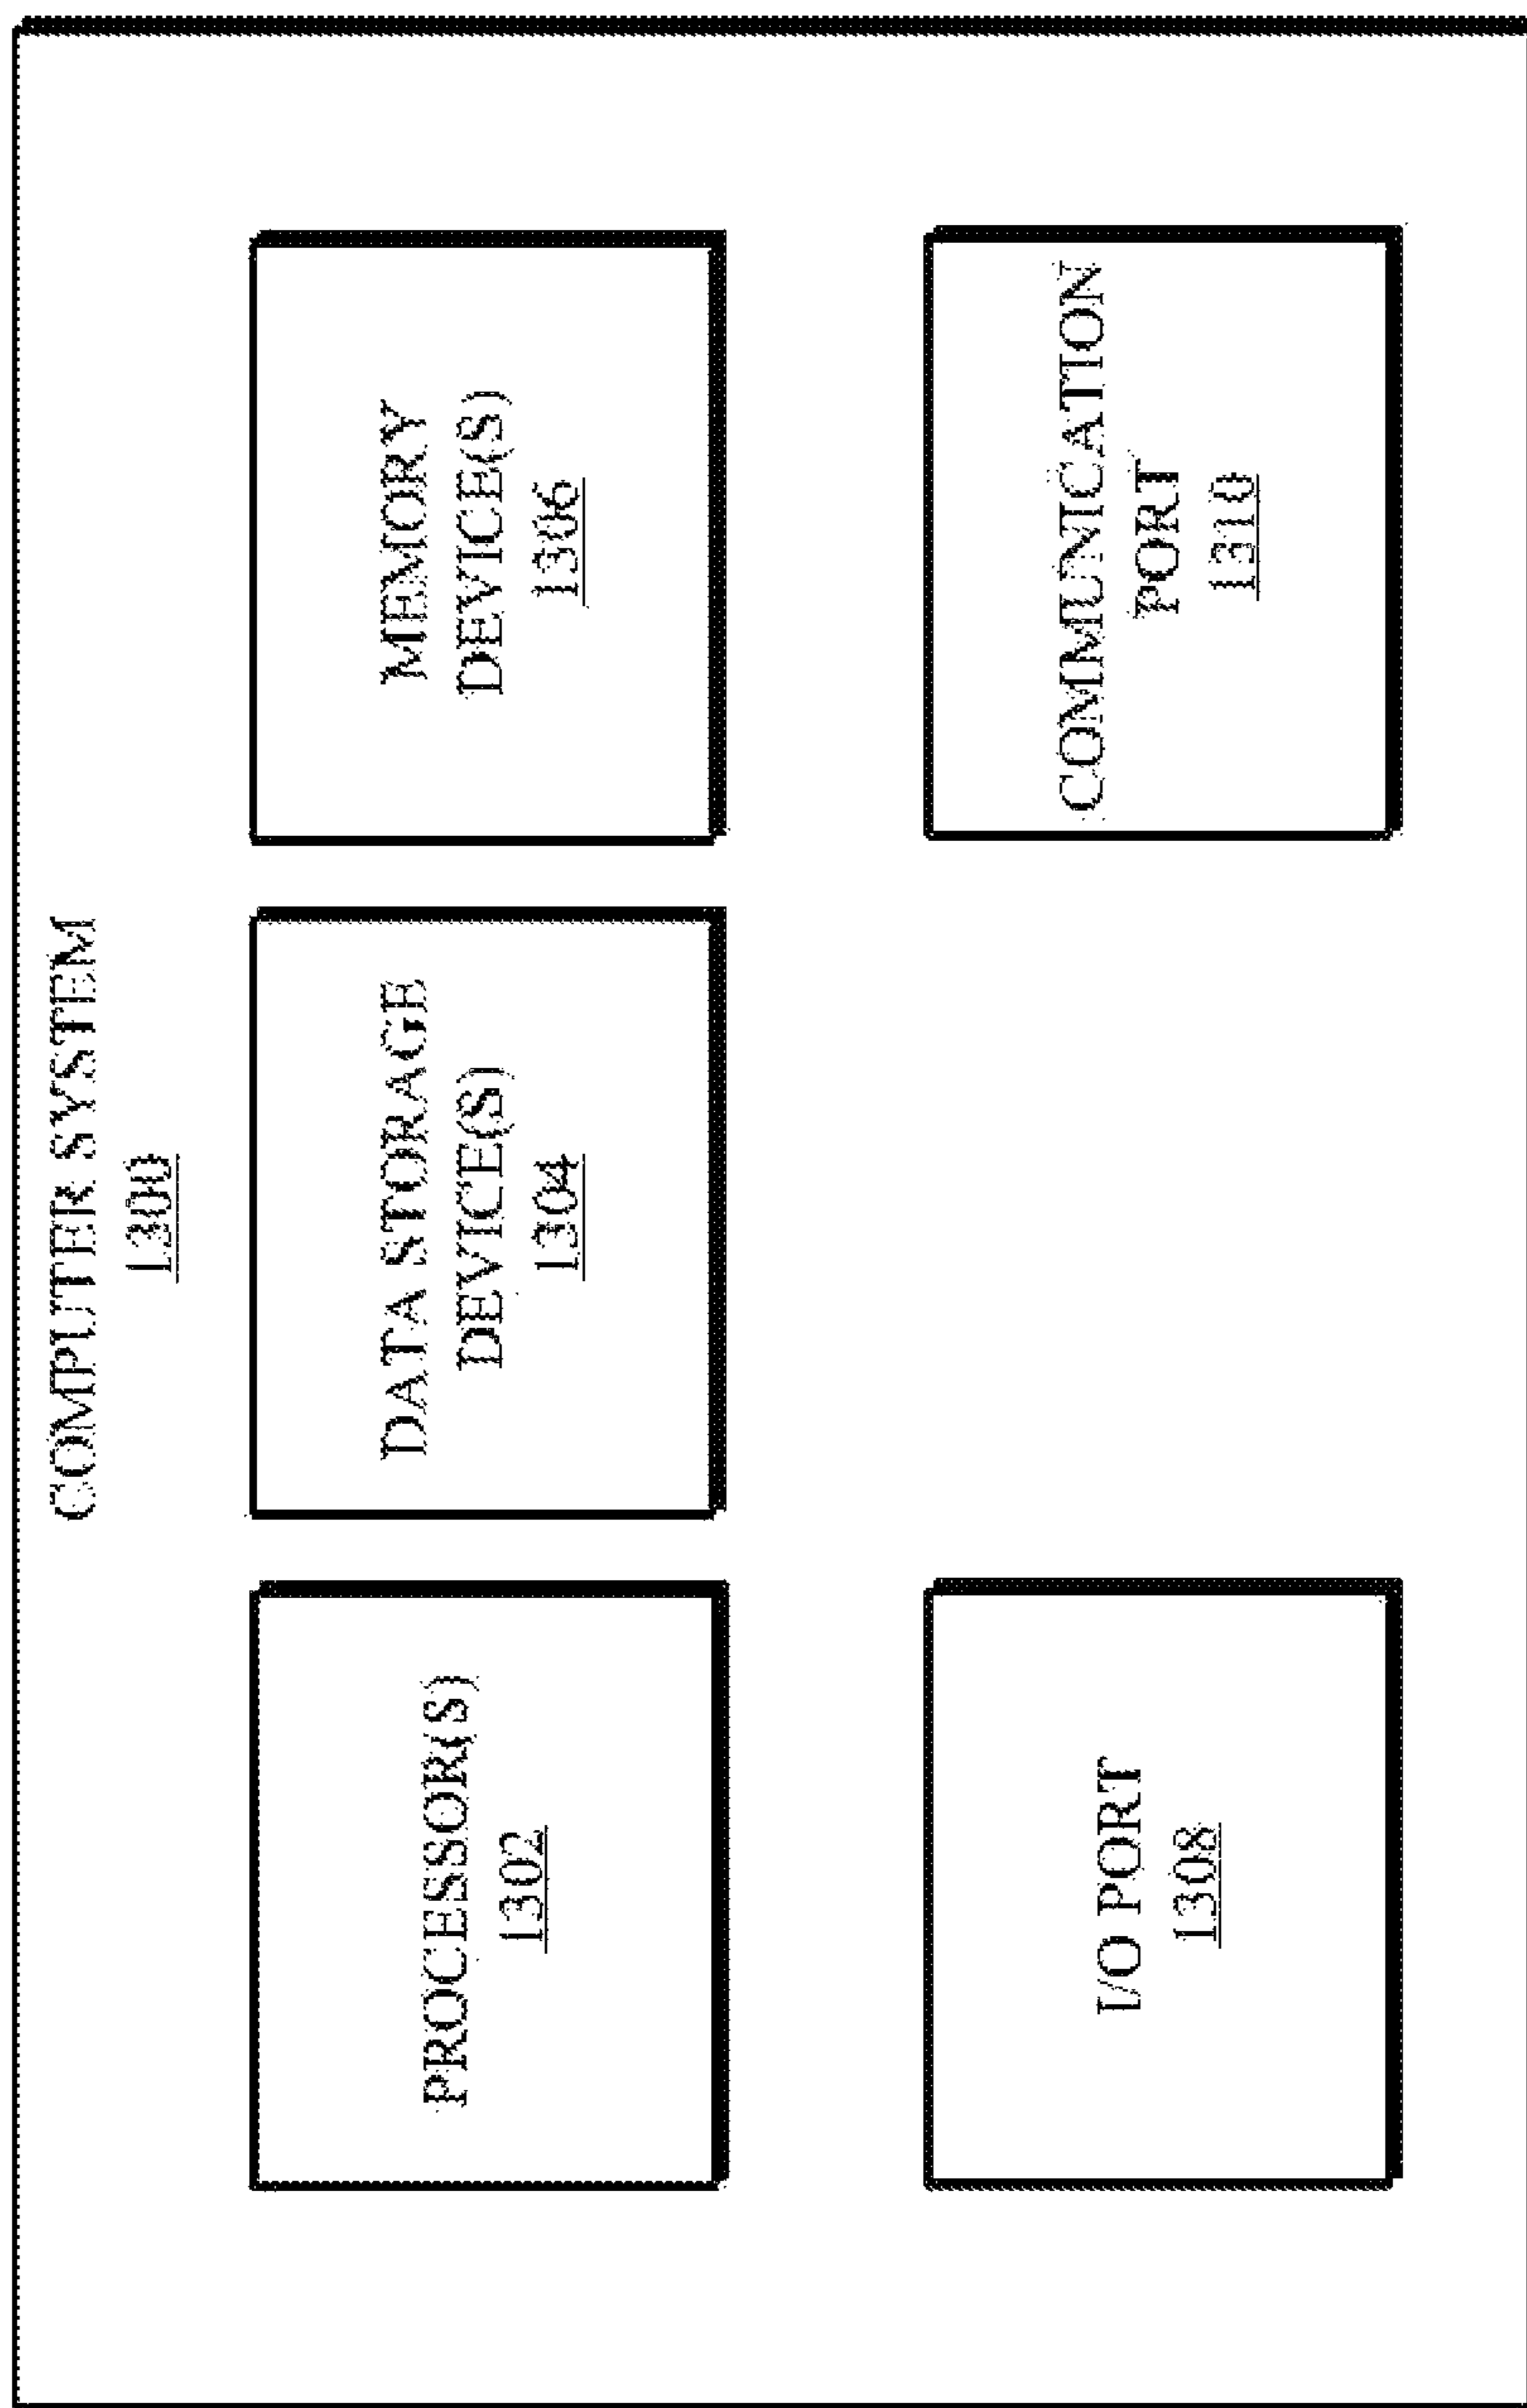 COMPUTER SYSTEM
1300
PROCESSOR(S)
1302
DATA STORAGE
DEVICE(S)
1304
MEMORY
DEVICE(S)
1306
I/O PORT
1308
COMMUNICATION
PORT
1310